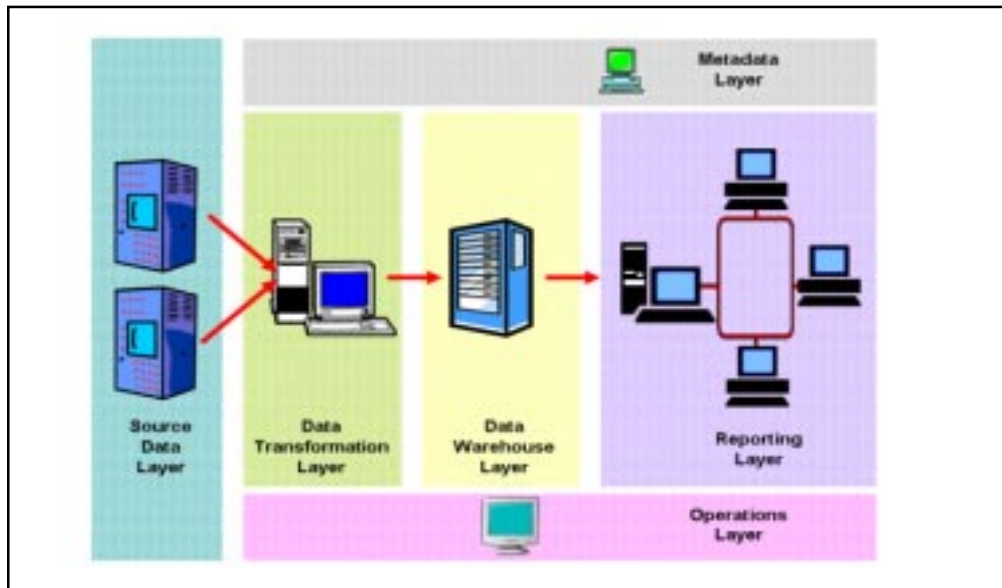 Metadata
Layer
Source
Data
Layer
Data
Transformation
Layer
Data
Warehouse
Layer
Reporting
Layer
Operations
Layer